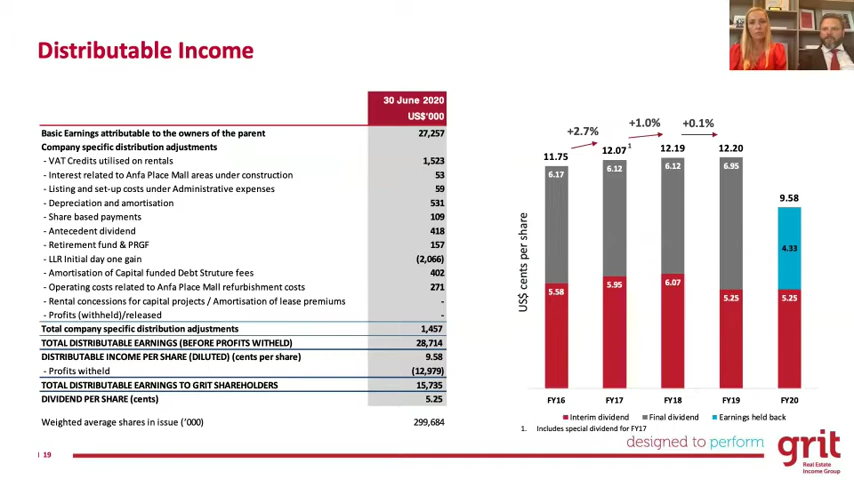 Distributable Income
30 June 2020
US$'000
Basic Earnings attributable to the owners of the parent 27,257
Company specific distribution adjustments
- VAT Credits utilised on rentals 1,523
- Interest related to Anfa Place Mall areas under construction 53
- Listing and set-up costs under Administrative expenses 59
- Depreciation and amortisation 531
- Share based payments 109
- Antecedent dividend 418
- Retirement fund & PRGF 157
- LLR Initial day one gain (2,066)
- Amortisation of Capital funded Debt Struture fees 402
- Operating costs related to Anfa Place Mall refurbishment costs 271
- Rental concessions for capital projects / Amortisation of lease premiums -
- Profits (withheld)/released -
Total company specific distribution adjustments 1,457
TOTAL DISTRIBUTABLE EARNINGS (BEFORE PROFITS WITHELD) 28,714
DISTRIBUTABLE INCOME PER SHARE (DILUTED) (cents per share) 9.58
- Profits witheld (12,979)
TOTAL DISTRIBUTABLE EARNINGS TO GRIT SHAREHOLDERS 15,735
DIVIDEND PER SHARE (cents) 5.25
Weighted average shares in issue ('000) 299,684
+2.7% +1.0% +0.1%
11.75 12.07 1 12.19 12.20 9.58
6.17 6.12 6.12 6.95 4.33
5.58 5.95 6.07 5.25 5.25
US$ cents per share
FY16 FY17 FY18 FY19 FY20
Interim dividend Final dividend Earnings held back
1. Includes special dividend for FY17
designed to perform
grit
Real Estate
Income Group
19